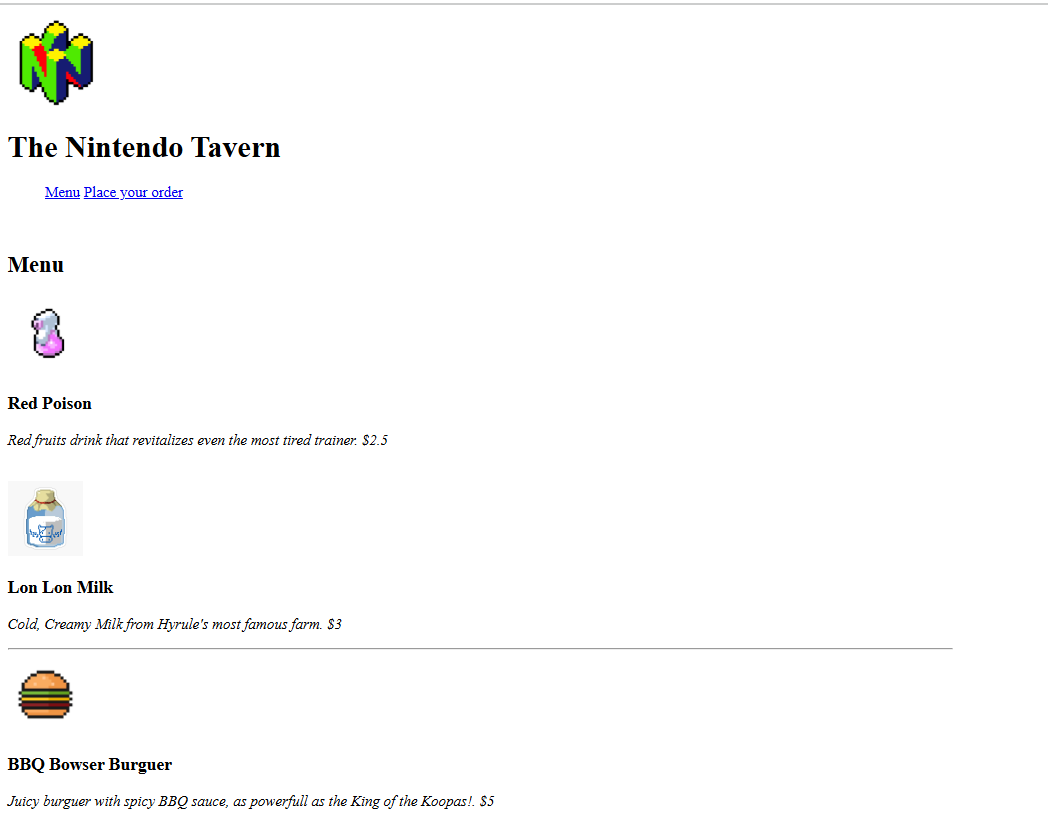 The Nintendo Tavern
Menu Place your order
Menu
Red Poison
Red fruits drink that revitalizes even the most tired trainer. $2.5
Lon Lon Milk
Cold, Creamy Milk from Hyrule's most famous farm. $3
BBQ Bowser Burguer
Juicy burguer with spicy BBQ sauce, as powerfull as the King of the Koopas!. $5